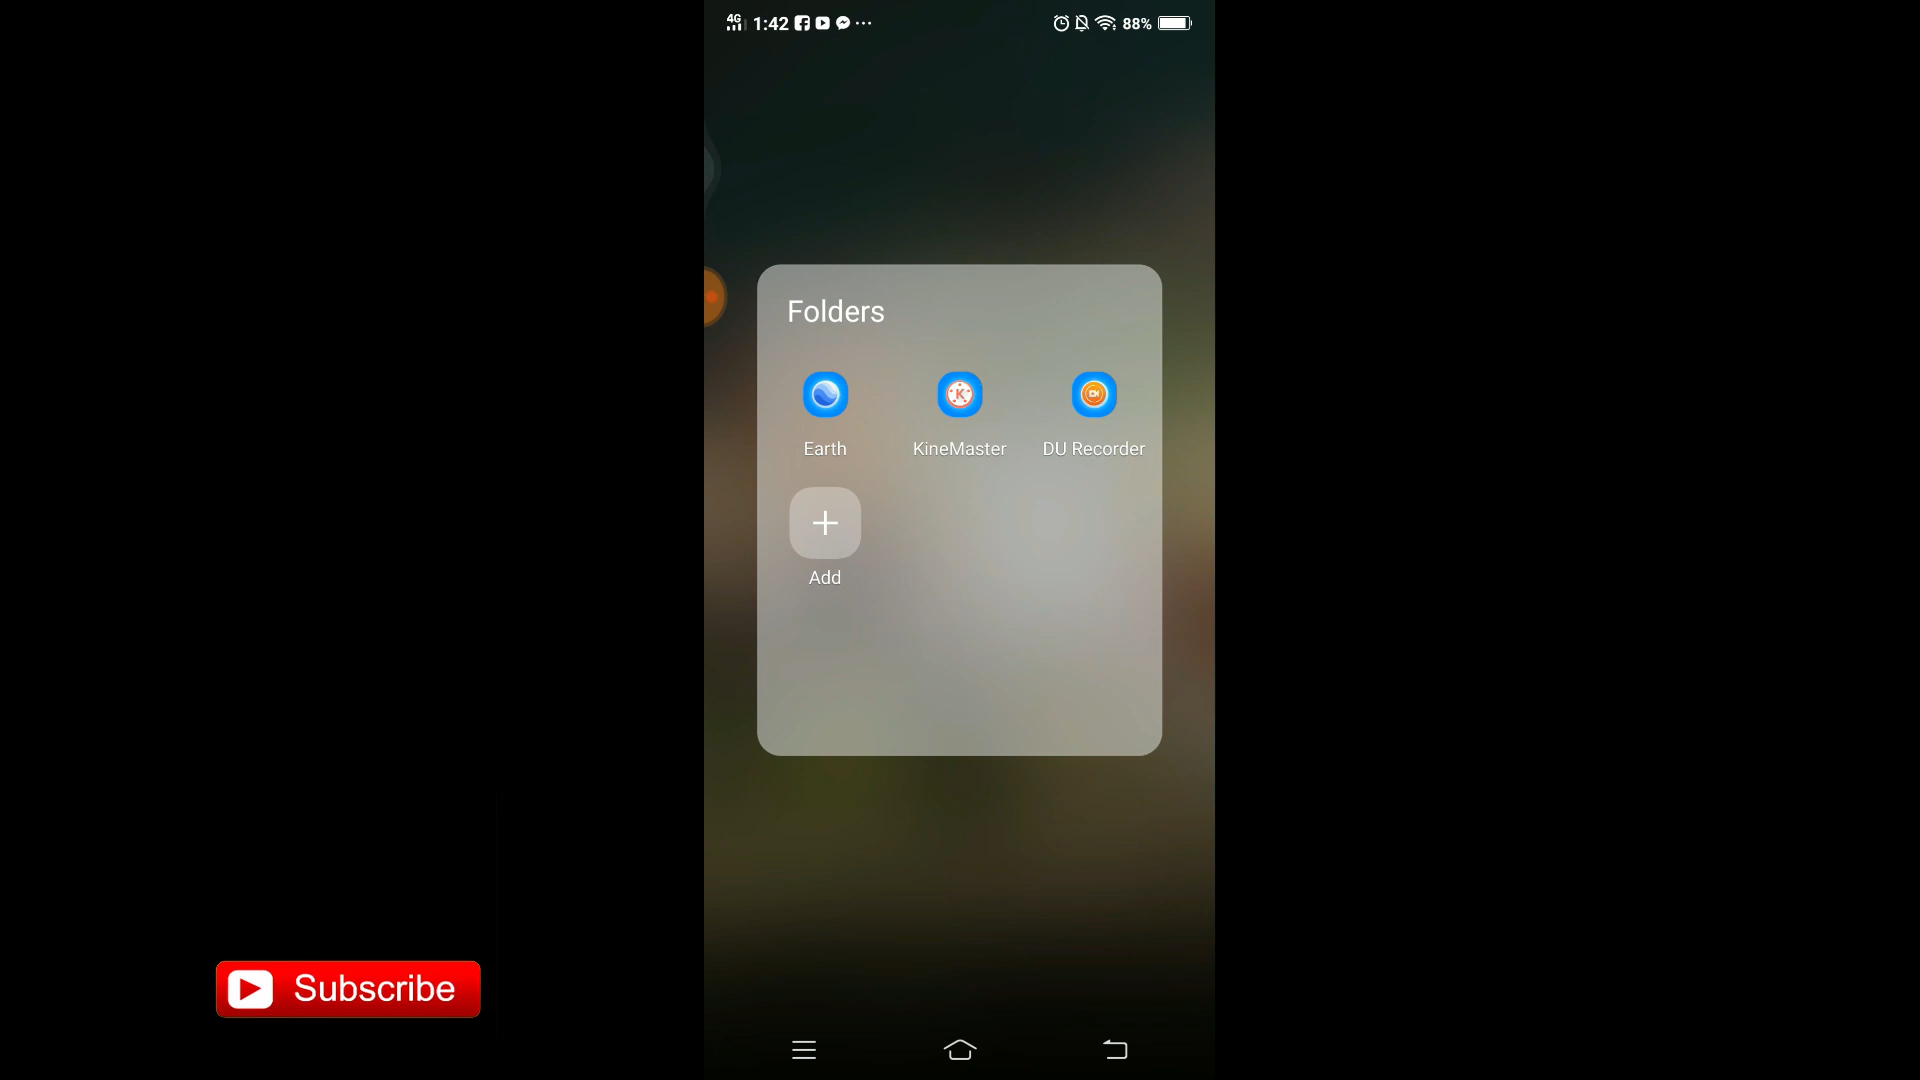 4G 1:42 88%
Folders
Earth KineMaster DU Recorder
Add
Subscribe